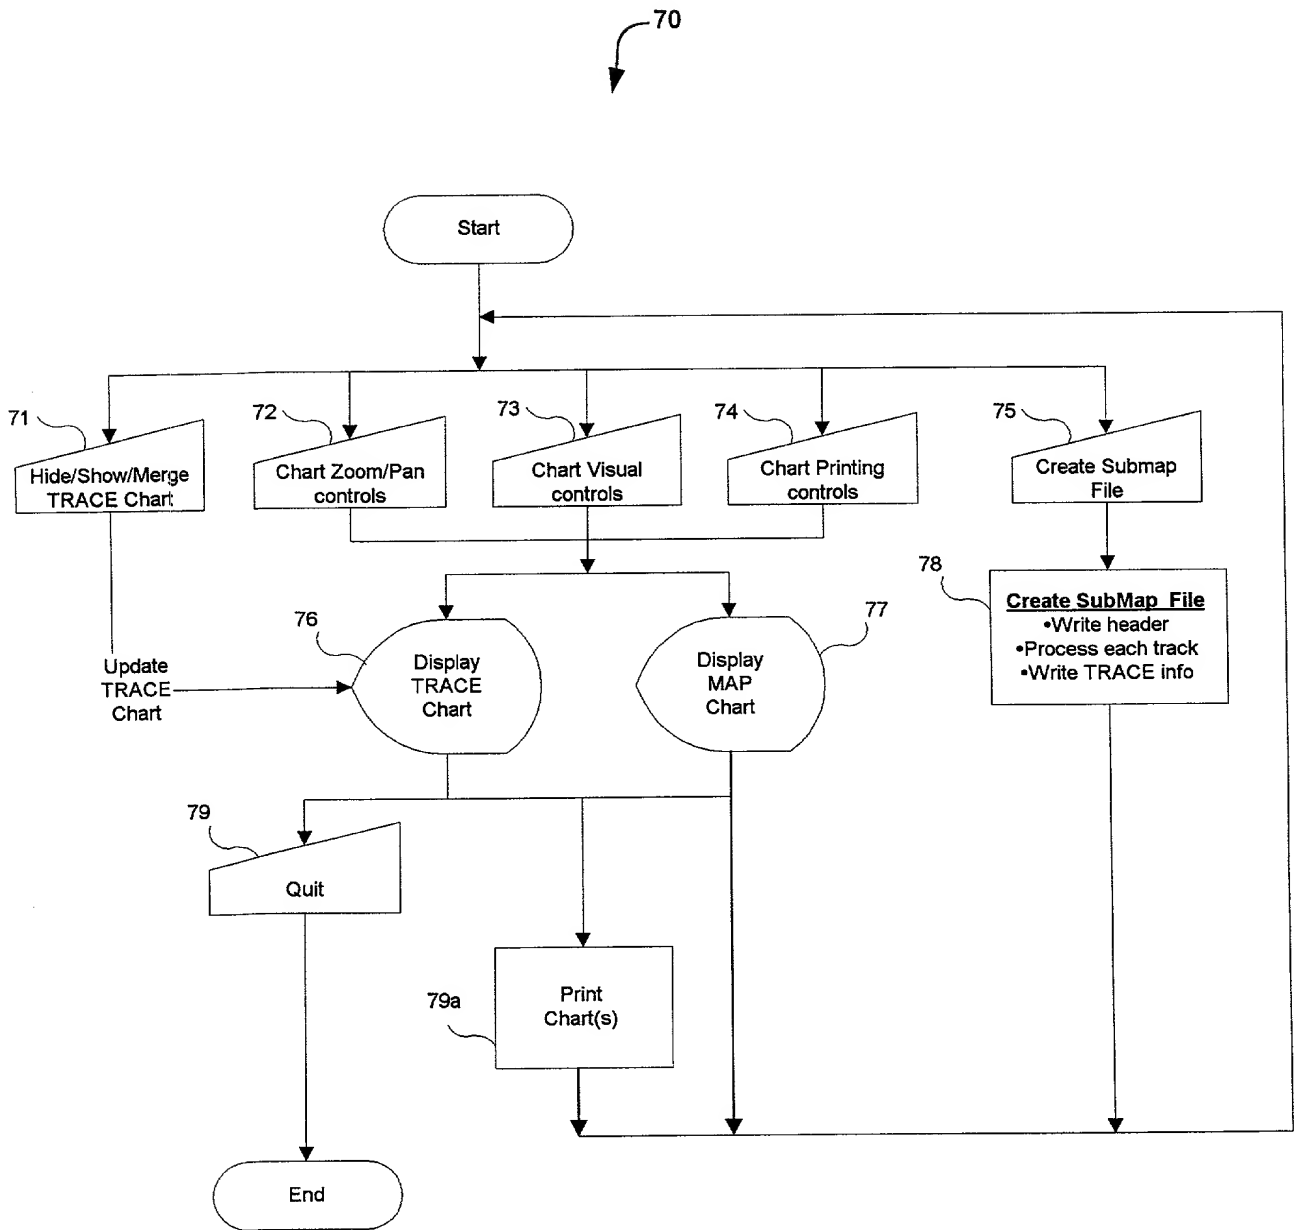 70
Start
71
72
73
74
75
Hide/Show/Merge
TRACE Chart
Chart Zoom/Pan
controls
Chart Visual
controls
Chart Printing
controls
Create Submap
File
78
Create SubMap File
•Write header
•Process each track
•Write TRACE info
76
77
Update
TRACE
Chart
Display
TRACE
Chart
Display
MAP
Chart
79
Quit
79a
Print
Chart(s)
End